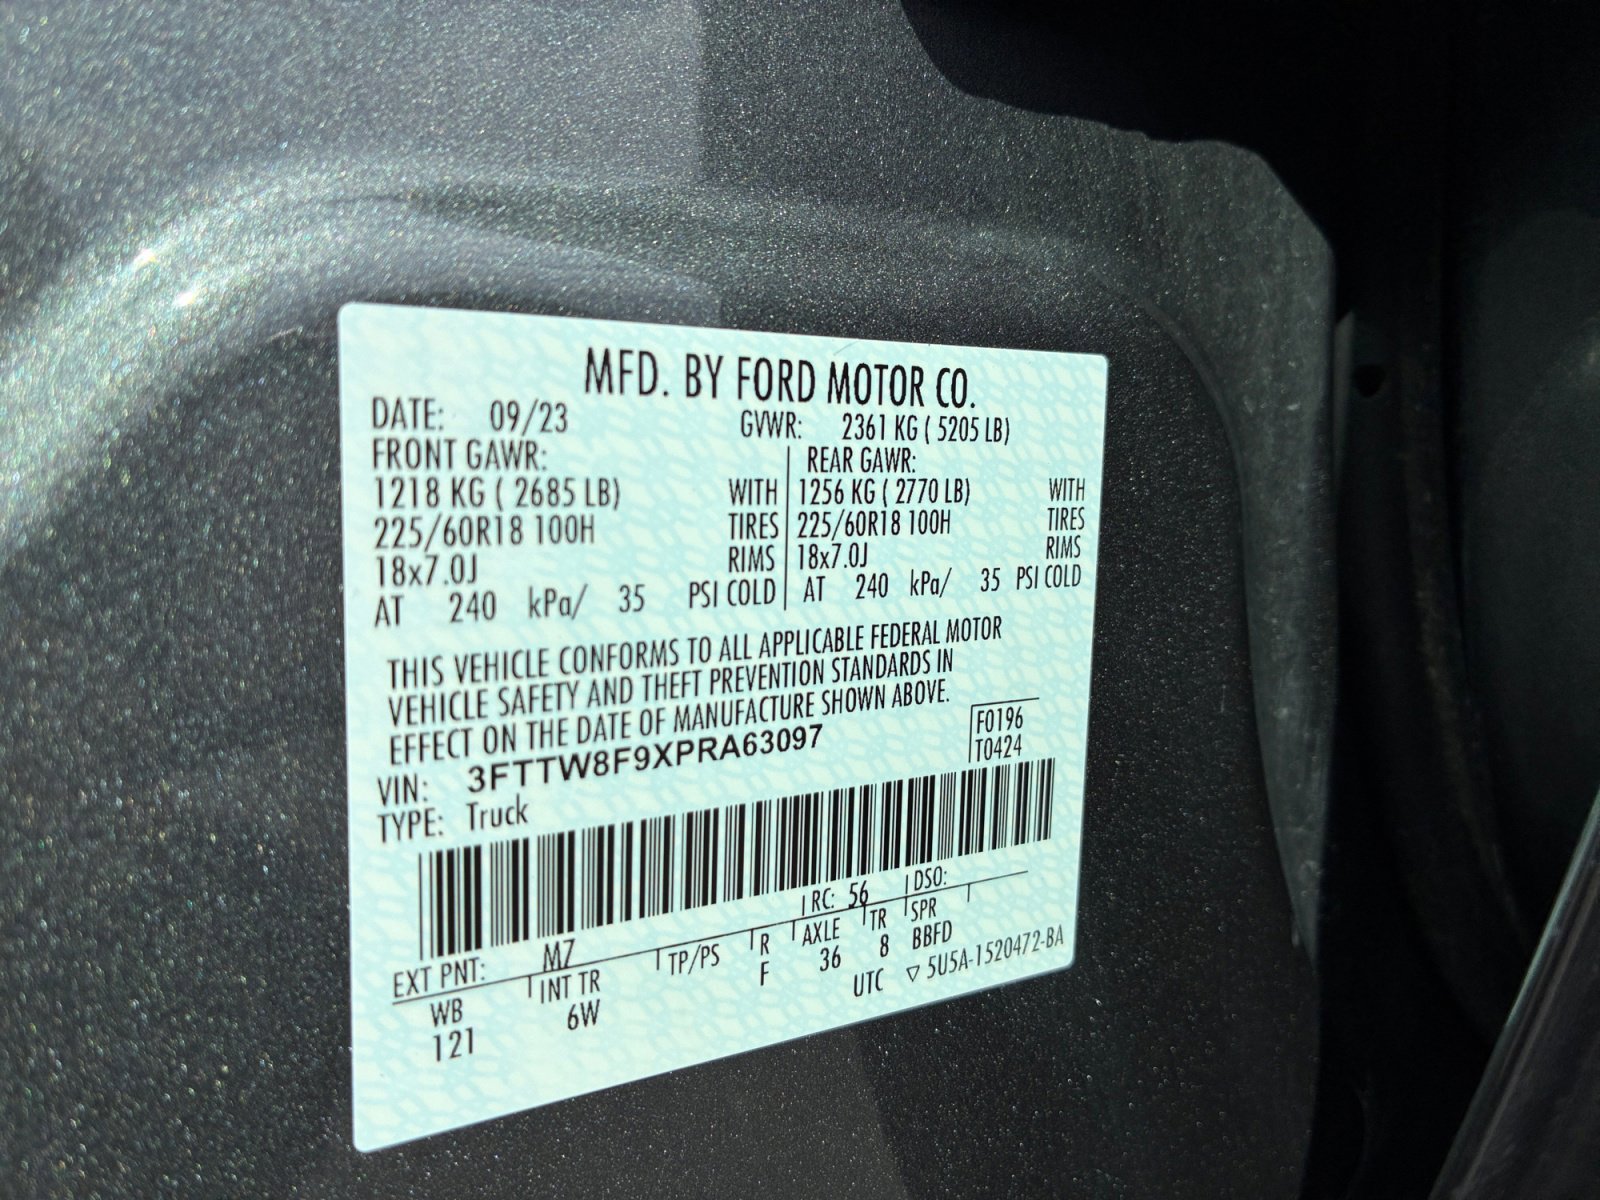 MFD. BY FORD MOTOR CO.
DATE: 09/23 GVWR: 2361 KG ( 5205 LB)
FRONT GAWR: REAR GAWR:
1218 KG ( 2685 LB) WITH 1256 KG ( 2770 LB) WITH
225/60R18 100H TIRES 225/60R18 100H TIRES
18x7.0J RIMS 18x7.0J RIMS
AT 240 kPa/ 35 PSI COLD AT 240 kPa/ 35 PSI COLD
THIS VEHICLE CONFORMS TO ALL APPLICABLE FEDERAL MOTOR
VEHICLE SAFETY AND THEFT PREVENTION STANDARDS IN
EFFECT ON THE DATE OF MANUFACTURE SHOWN ABOVE.
F0196
T0424
VIN: 3FTTW8F9XPRA63097
TYPE: Truck
EXT PNT: M7 RC: 56 DSO:
WB INT TR TP/PS R AXLE TR SPR
121 6W F 36 8 BBFD
UTC ▽ 5U5A-1520472-BA